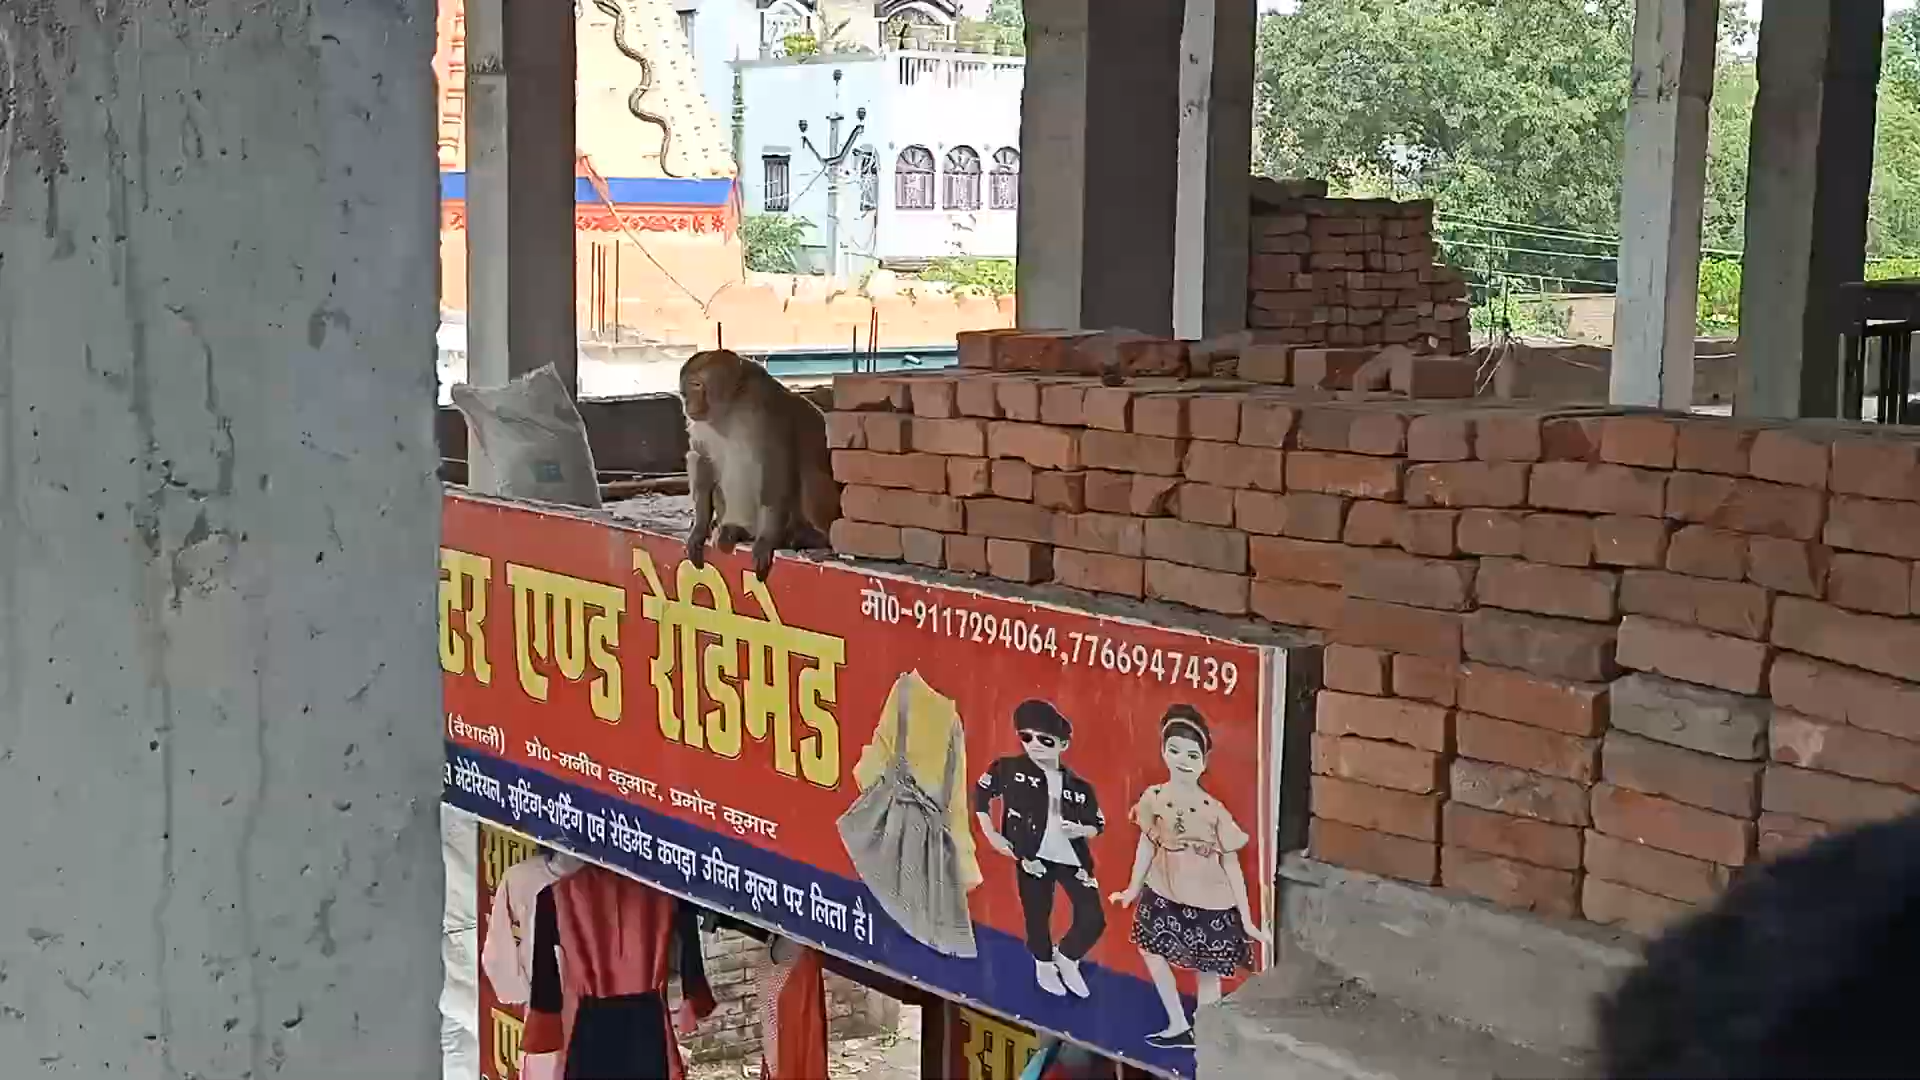 टर एण्ड रेडिमेड
मो0-9117294064,7766947439
(वैशाली) प्रो0-मनीष कुमार, प्रमोद कुमार
मेटेरियल, सुटिंग-शर्टिंग एवं रेडिमेड कपड़ा उचित मूल्य पर लिता है।